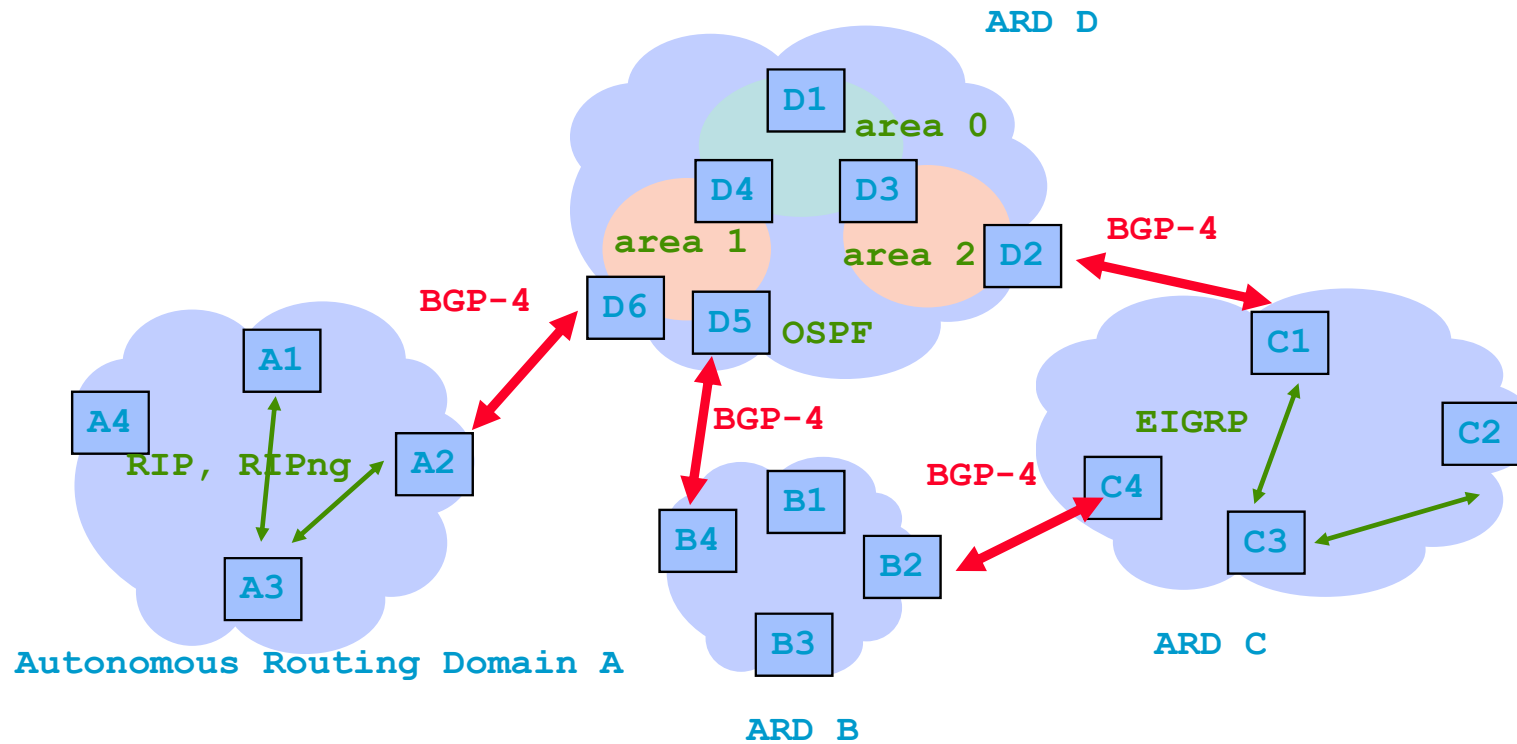 ARD D
D1
area 0
D4
D3
area 1
area 2
D2
BGP-4
BGP-4
D6
D5
OSPF
A1
C1
A4
A2
RIP, RIPng
BGP-4
EIGRP
C2
BGP-4
C4
B1
B4
B2
C3
A3
B3
Autonomous Routing Domain A
ARD C
ARD B